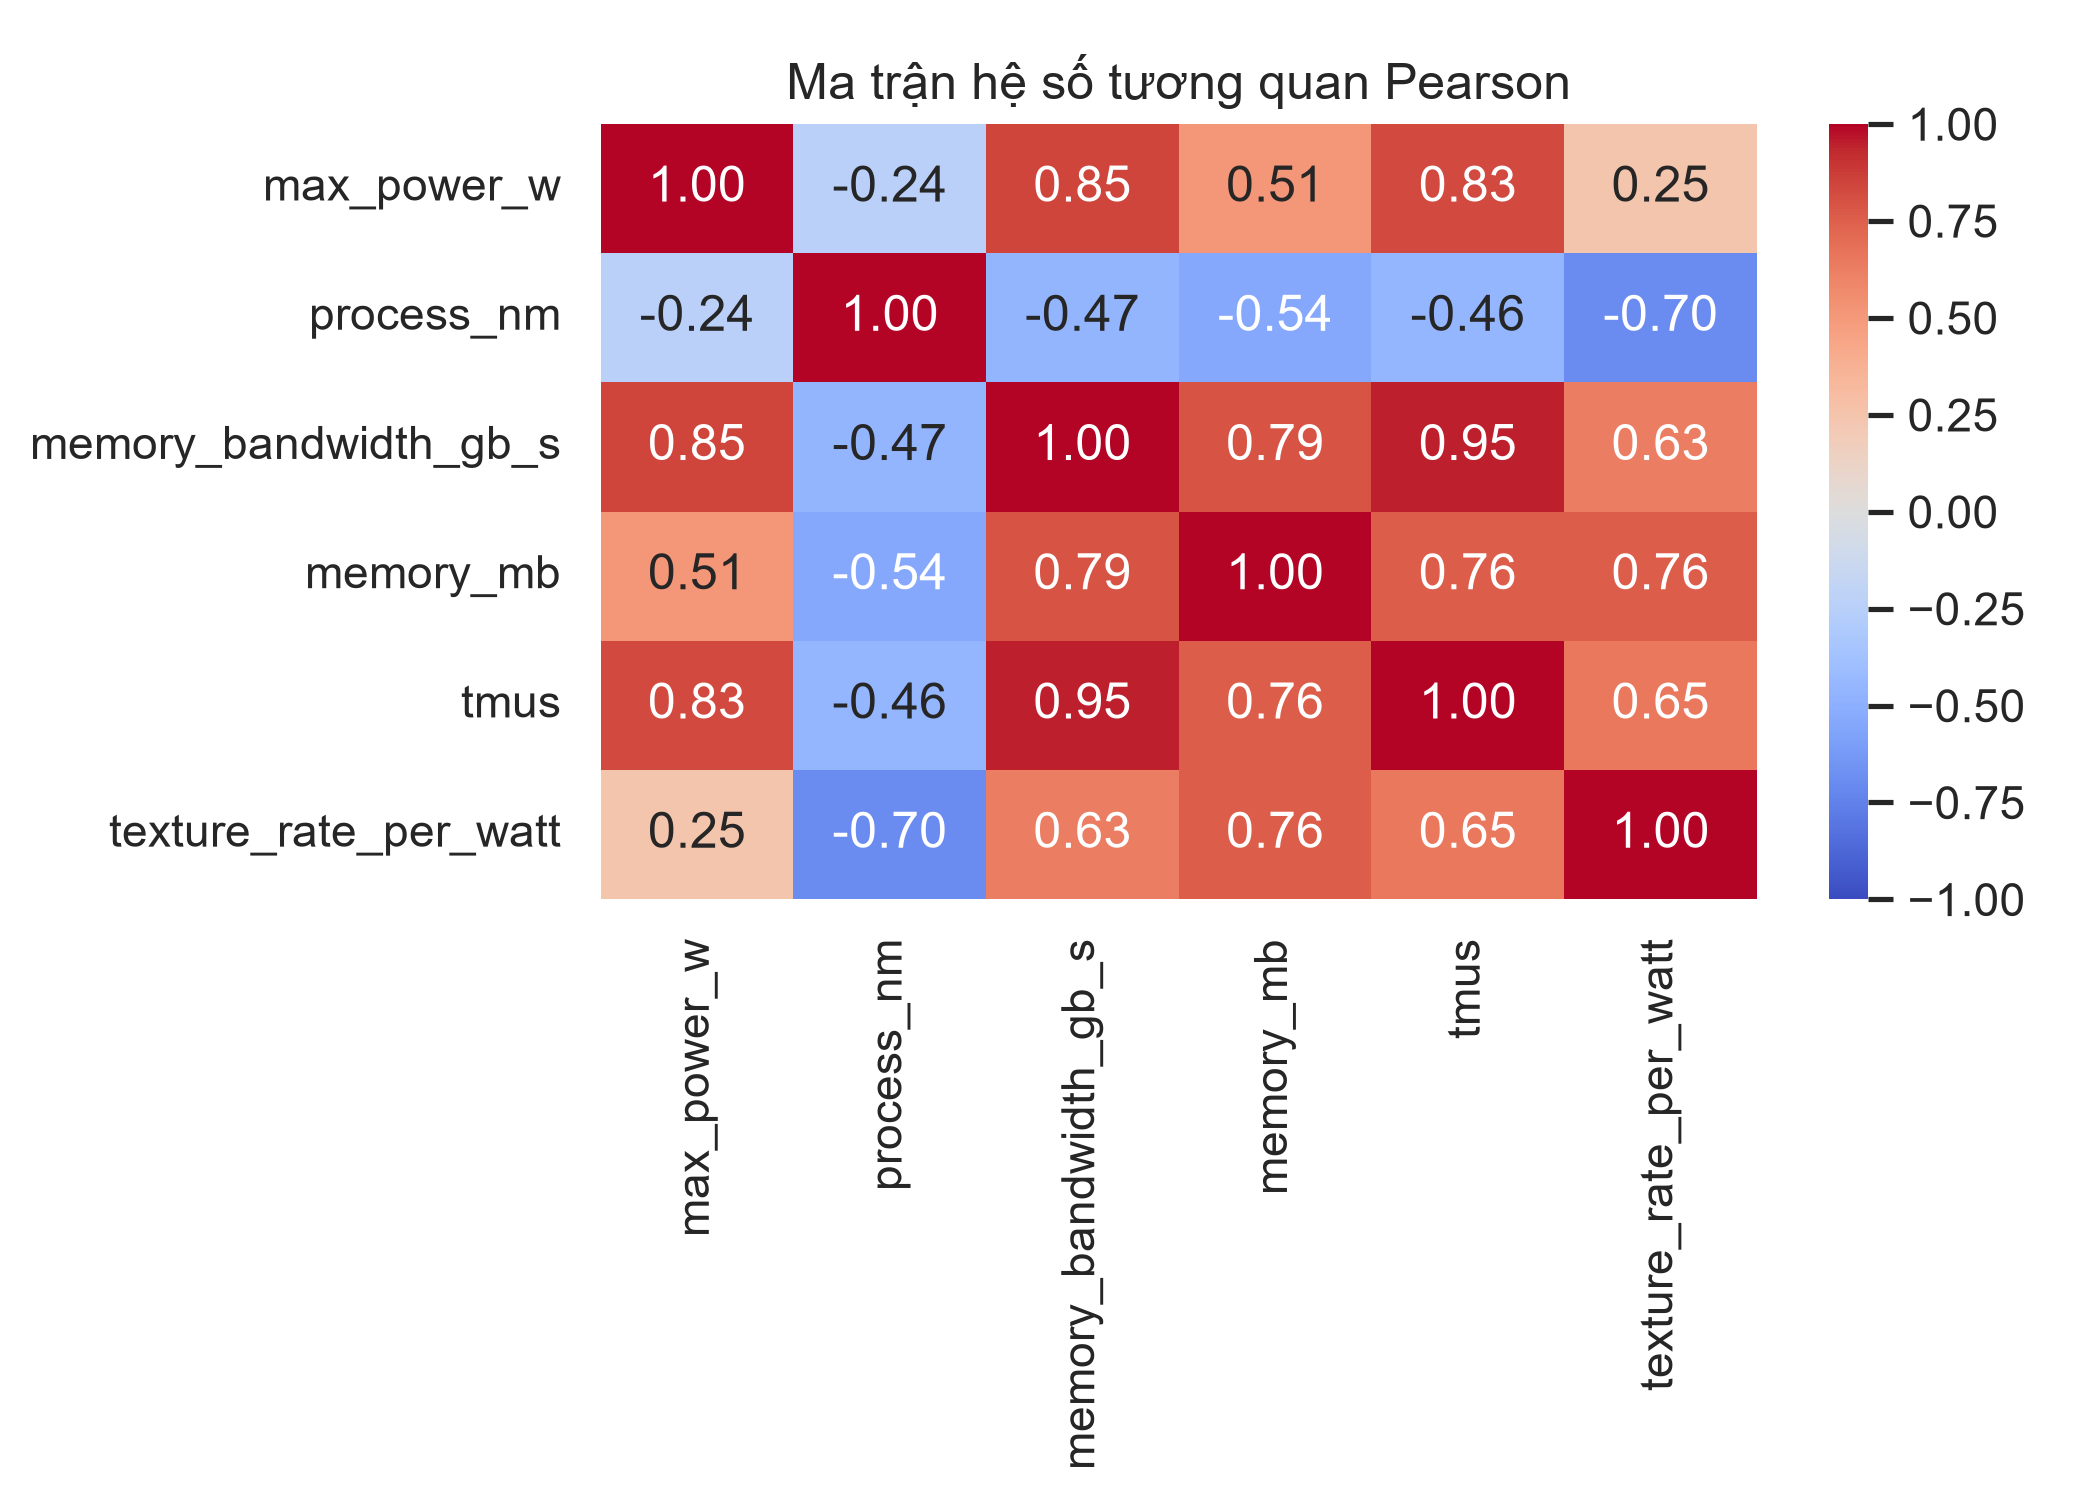 Ma trận hệ số tương quan Pearson
max_power_w 1.00 -0.24 0.85 0.51 0.83 0.25
process_nm -0.24 1.00 -0.47 -0.54 -0.46 -0.70
memory_bandwidth_gb_s 0.85 -0.47 1.00 0.79 0.95 0.63
memory_mb 0.51 -0.54 0.79 1.00 0.76 0.76
tmus 0.83 -0.46 0.95 0.76 1.00 0.65
texture_rate_per_watt 0.25 -0.70 0.63 0.76 0.65 1.00
max_power_w
process_nm
memory_bandwidth_gb_s
memory_mb
tmus
texture_rate_per_watt
1.00
0.75
0.50
0.25
0.00
−0.25
−0.50
−0.75
−1.00